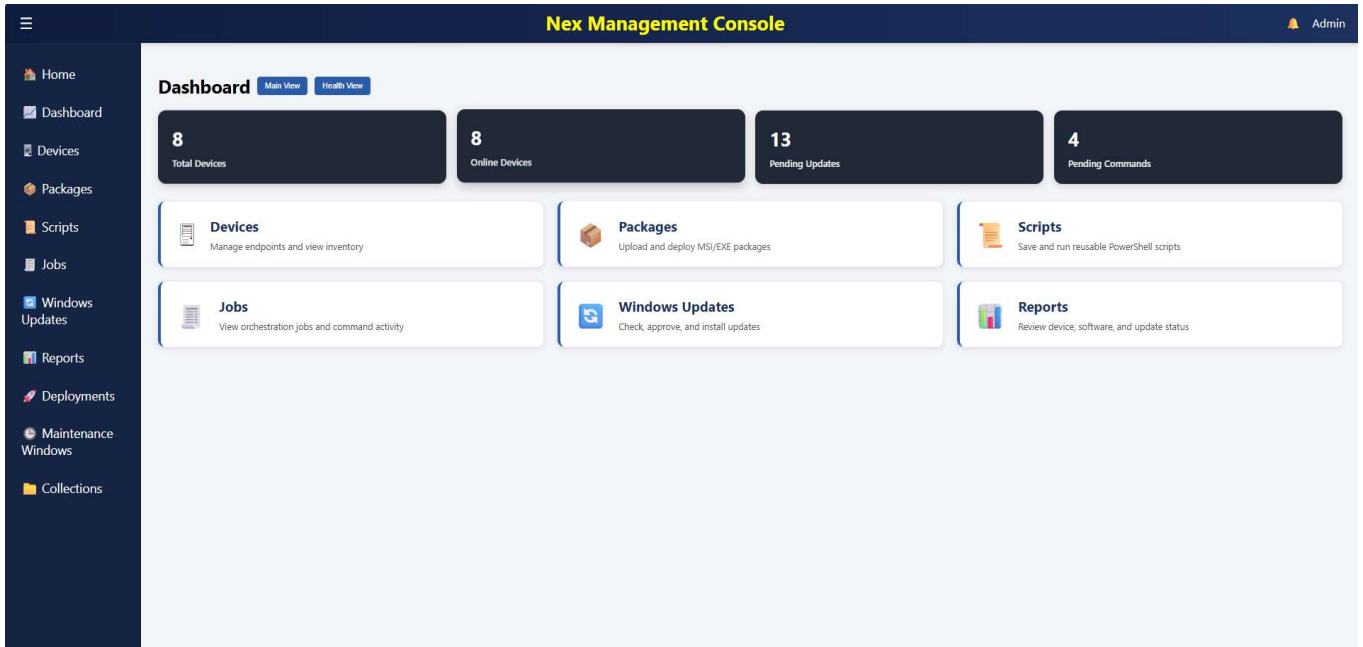 ☰
Nex Management Console
Admin
Home
Dashboard
Devices
Packages
Scripts
Jobs
Windows
Updates
Reports
Deployments
Maintenance
Windows
Collections
Dashboard
Main View
Health View
8
Total Devices
8
Online Devices
13
Pending Updates
4
Pending Commands
Devices
Manage endpoints and view inventory
Packages
Upload and deploy MSI/EXE packages
Scripts
Save and run reusable PowerShell scripts
Jobs
View orchestration jobs and command activity
Windows Updates
Check, approve, and install updates
Reports
Review device, software, and update status